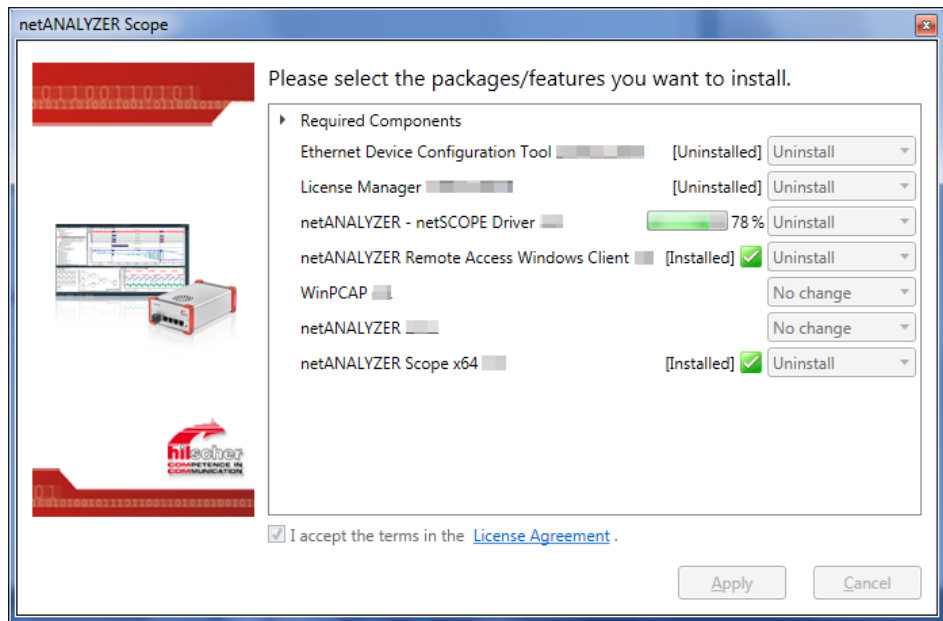 netANALYZER Scope
Please select the packages/features you want to install.
Required Components
Ethernet Device Configuration Tool [Uninstalled] Uninstall
License Manager [Uninstalled] Uninstall
netANALYZER - netSCOPE Driver 78 % Uninstall
netANALYZER Remote Access Windows Client [Installed] Uninstall
WinPCAP No change
netANALYZER No change
netANALYZER Scope x64 [Installed] Uninstall
hilscher
COMPETENCE IN
COMMUNICATION
I accept the terms in the License Agreement .
Apply Cancel